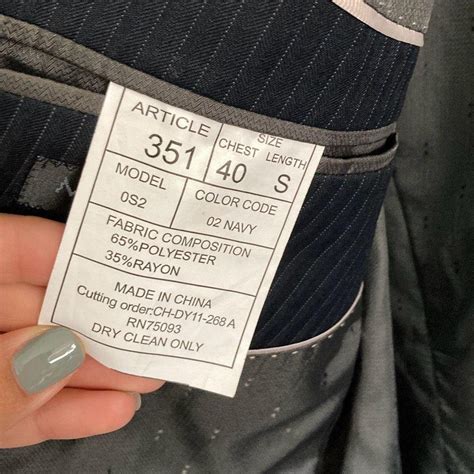 ARTICLE
351
SIZE
CHEST LENGTH
40 S
MODEL
0S2
COLOR CODE
02 NAVY
FABRIC COMPOSITION
65%POLYESTER
35%RAYON
MADE IN CHINA
Cutting order:CH-DY11-268 A
RN75093
DRY CLEAN ONLY